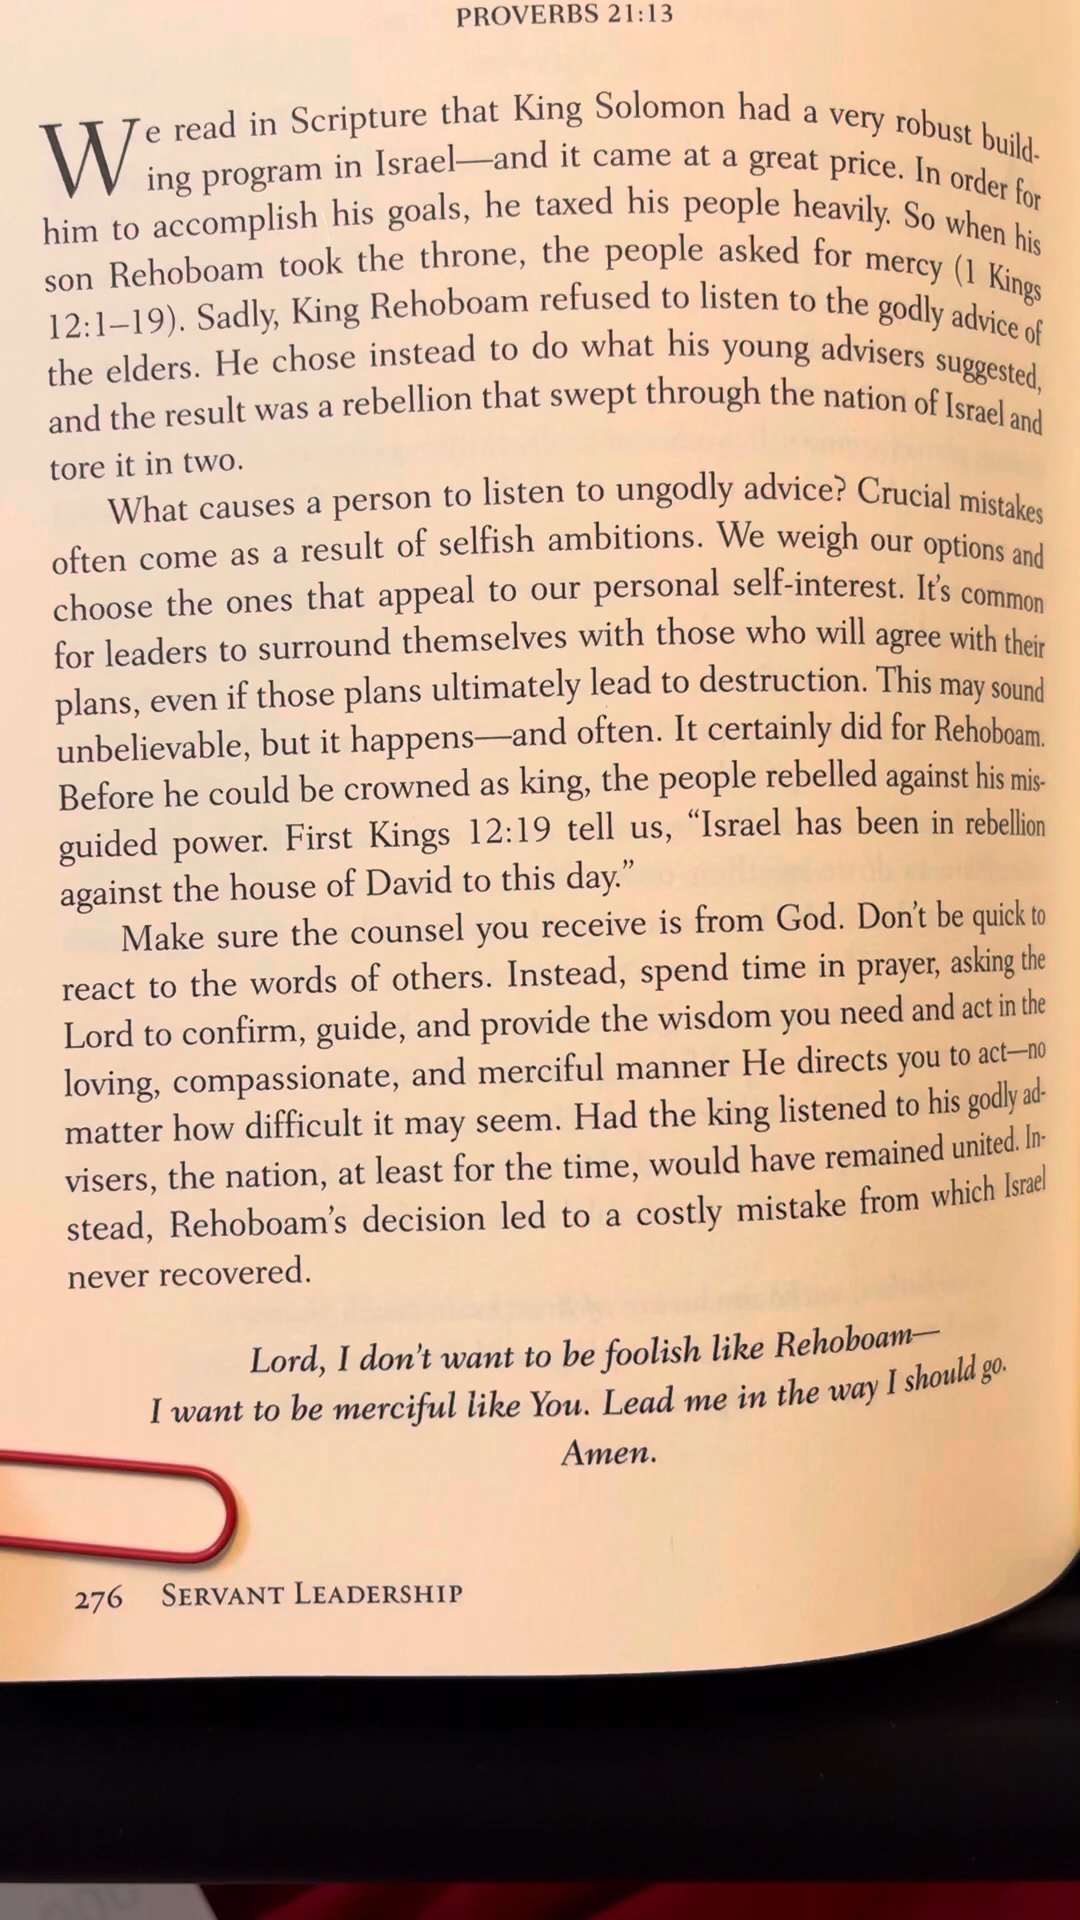 PROVERBS 21:13
We read in Scripture that King Solomon had a very robust build-
ing program in Israel—and it came at a great price. In order for
him to accomplish his goals, he taxed his people heavily. So when his
son Rehoboam took the throne, the people asked for mercy (1 Kings
12:1–19). Sadly, King Rehoboam refused to listen to the godly advice of
the elders. He chose instead to do what his young advisers suggested,
and the result was a rebellion that swept through the nation of Israel and
tore it in two.
What causes a person to listen to ungodly advice? Crucial mistakes
often come as a result of selfish ambitions. We weigh our options and
choose the ones that appeal to our personal self-interest. It's common
for leaders to surround themselves with those who will agree with their
plans, even if those plans ultimately lead to destruction. This may sound
unbelievable, but it happens—and often. It certainly did for Rehoboam.
Before he could be crowned as king, the people rebelled against his mis-
guided power. First Kings 12:19 tell us, “Israel has been in rebellion
against the house of David to this day.”
Make sure the counsel you receive is from God. Don't be quick to
react to the words of others. Instead, spend time in prayer, asking the
Lord to confirm, guide, and provide the wisdom you need and act in the
loving, compassionate, and merciful manner He directs you to act—no
matter how difficult it may seem. Had the king listened to his godly ad-
visers, the nation, at least for the time, would have remained united. In-
stead, Rehoboam's decision led to a costly mistake from which Israel
never recovered.
Lord, I don't want to be foolish like Rehoboam—
I want to be merciful like You. Lead me in the way I should go.
Amen.
276 SERVANT LEADERSHIP